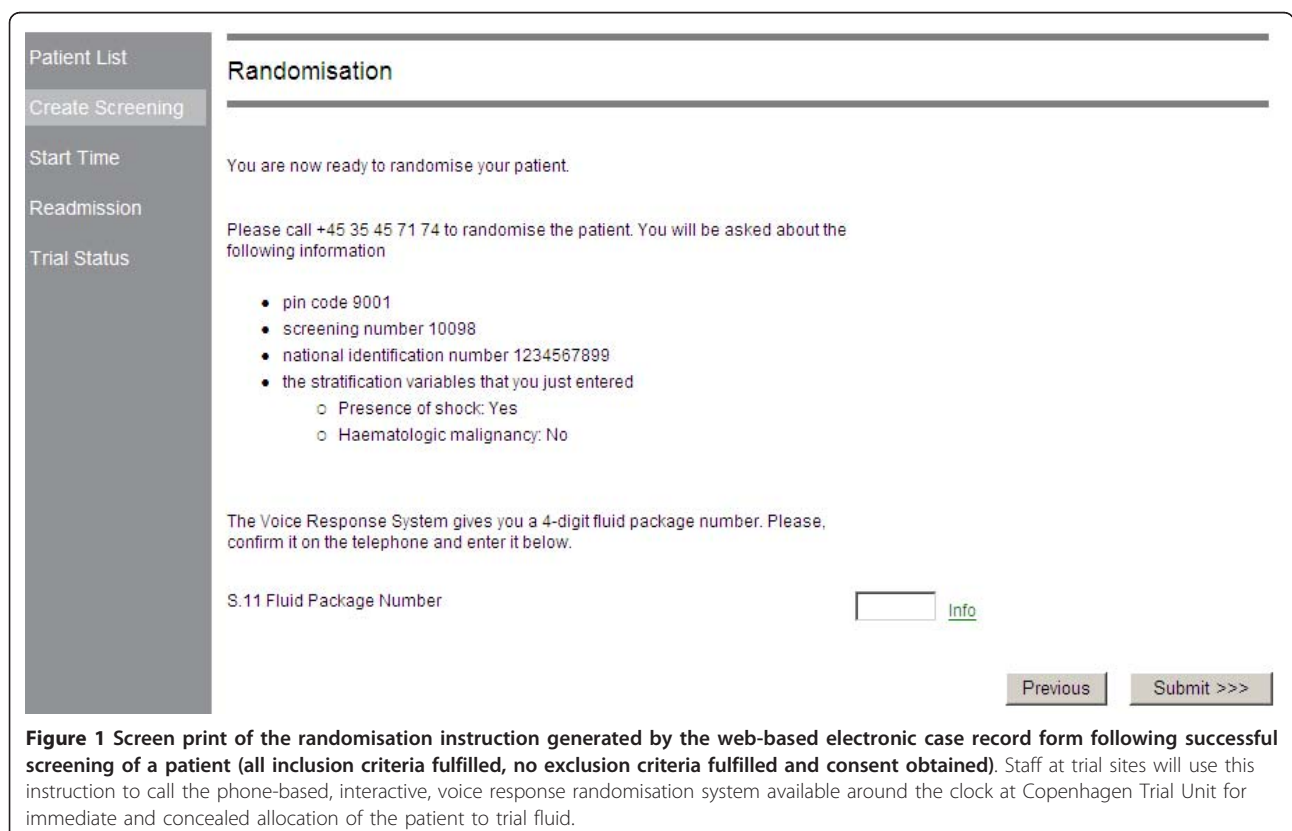 Patient List
Create Screening
Start Time
Readmission
Trial Status
Randomisation
You are now ready to randomise your patient.
Please call +45 35 45 71 74 to randomise the patient. You will be asked about the
following information
• pin code 9001
• screening number 10098
• national identification number 1234567899
• the stratification variables that you just entered
o Presence of shock: Yes
o Haematologic malignancy: No
The Voice Response System gives you a 4-digit fluid package number. Please,
confirm it on the telephone and enter it below.
S.11 Fluid Package Number
Info
Previous
Submit >>>
Figure 1 Screen print of the randomisation instruction generated by the web-based electronic case record form following successful
screening of a patient (all inclusion criteria fulfilled, no exclusion criteria fulfilled and consent obtained). Staff at trial sites will use this
instruction to call the phone-based, interactive, voice response randomisation system available around the clock at Copenhagen Trial Unit for
immediate and concealed allocation of the patient to trial fluid.